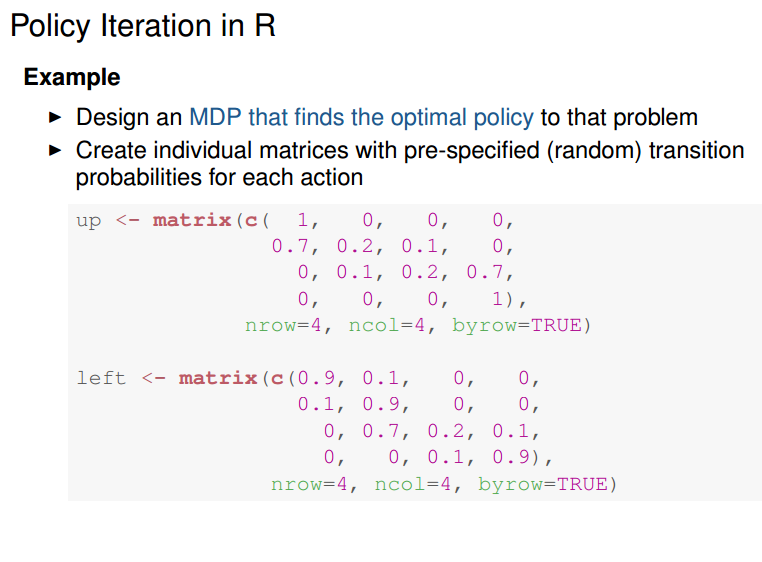 Policy Iteration in R
Example
▶ Design an MDP that finds the optimal policy to that problem
▶ Create individual matrices with pre-specified (random) transition
probabilities for each action
up <- matrix(c(  1,   0,   0,   0,
               0.7, 0.2, 0.1,   0,
                 0, 0.1, 0.2, 0.7,
                 0,   0,   0,   1),
             nrow=4, ncol=4, byrow=TRUE)
left <- matrix(c(0.9, 0.1,   0,   0,
                 0.1, 0.9,   0,   0,
                   0, 0.7, 0.2, 0.1,
                   0,   0, 0.1, 0.9),
               nrow=4, ncol=4, byrow=TRUE)